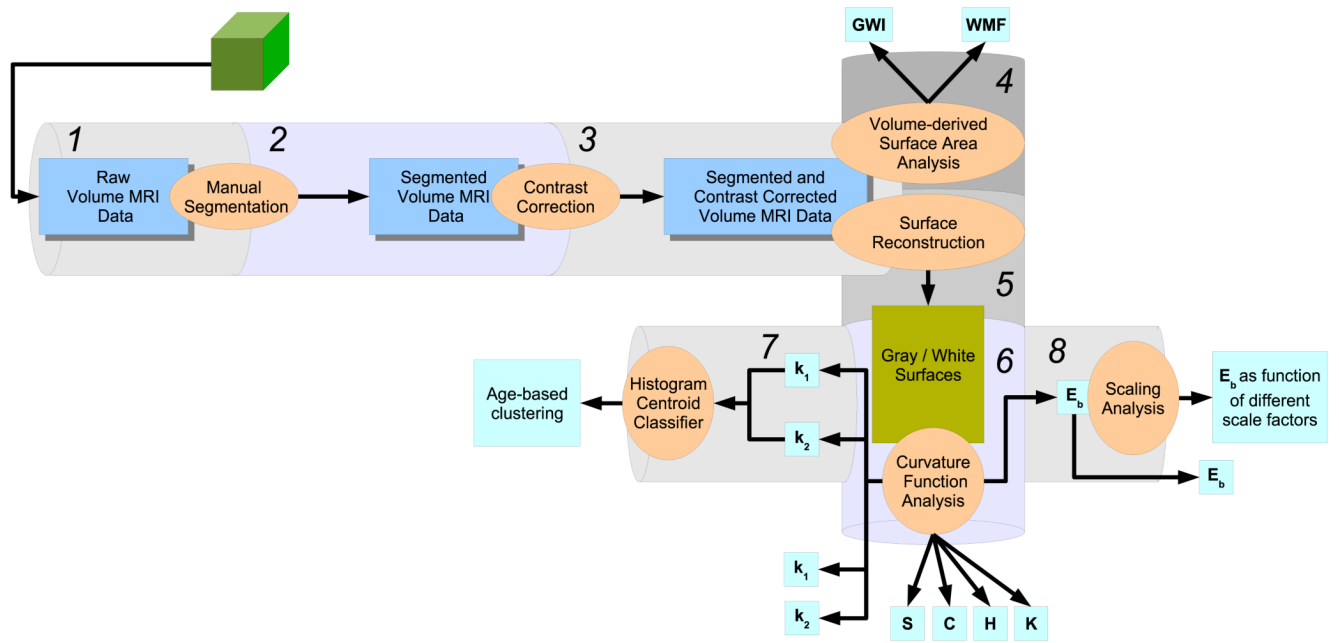 GWI
WMF
4
1
2
3
Volume-derived
Surface Area
Analysis
Raw
Volume MRI
Data
Manual
Segmentation
Segmented
Volume MRI
Data
Contrast
Correction
Segmented and
Contrast Corrected
Volume MRI Data
Surface
Reconstruction
5
7
6
8
Gray / White
Surfaces
k₁
k₂
Histogram
Centroid
Classifier
Age-based
clustering
E_b
Scaling
Analysis
E_b as function
of different
scale factors
Curvature
Function
Analysis
E_b
k₁
k₂
S
C
H
K